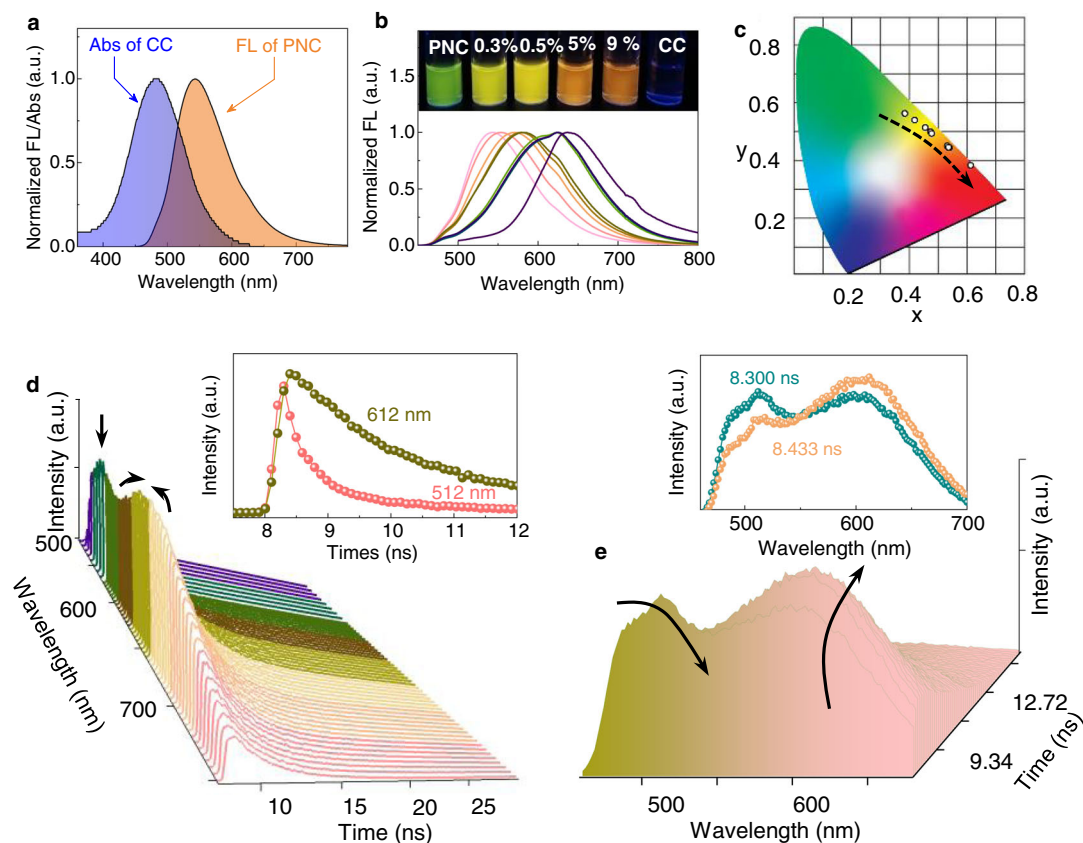 a
Abs of CC
FL of PNC
Normalized FL/Abs (a.u.)
1.0
0.5
0.0
400
500
600
700
Wavelength (nm)
b
PNC 0.3% 0.5% 5% 9 % CC
Normalized FL (a.u.)
1.5
1.0
0.5
0.0
500
600
700
800
Wavelength (nm)
c
0.8
0.6
y 0.4
0.2
0.2 0.4 0.6 0.8
x
d
Intensity (a.u.)
500
600
700
Wavelength (nm)
10 15 20 25
Time (ns)
Intensity (a.u.)
612 nm
512 nm
8 9 10 11 12
Times (ns)
Intensity (a.u.)
8.300 ns
8.433 ns
500 600 700
Wavelength (nm)
e
Intensity (a.u.)
12.72
9.34
Time (ns)
500 600
Wavelength (nm)